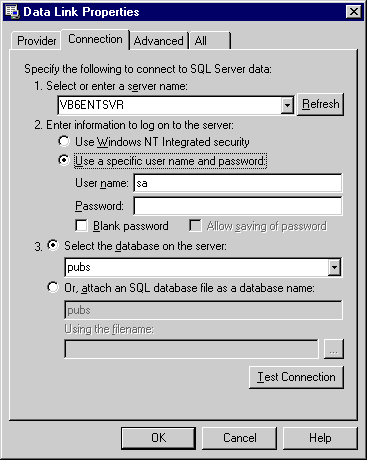 Data Link Properties
Provider Connection Advanced All
Specify the following to connect to SQL Server data:
1. Select or enter a server name:
VB6ENTSVR Refresh
2. Enter information to log on to the server:
Use Windows NT Integrated security
Use a specific user name and password:
User name: sa
Password:
Blank password Allow saving of password
3. Select the database on the server:
pubs
Or, attach an SQL database file as a database name:
pubs
Using the filename:
...
Test Connection
OK Cancel Help